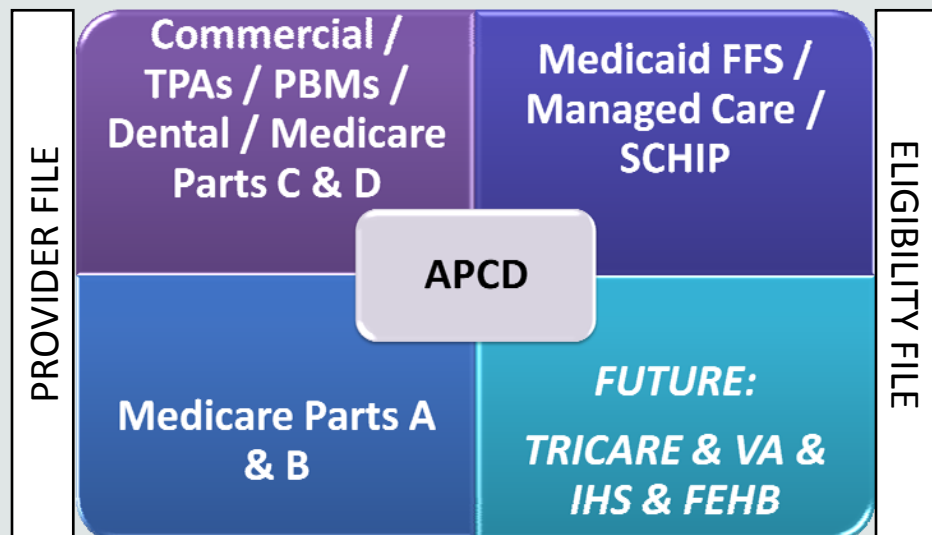 PROVIDER FILE
Commercial /
TPAs / PBMs /
Dental / Medicare
Parts C & D
Medicaid FFS /
Managed Care /
SCHIP
APCD
Medicare Parts A
& B
FUTURE:
TRICARE & VA &
IHS & FEHB
ELIGIBILITY FILE